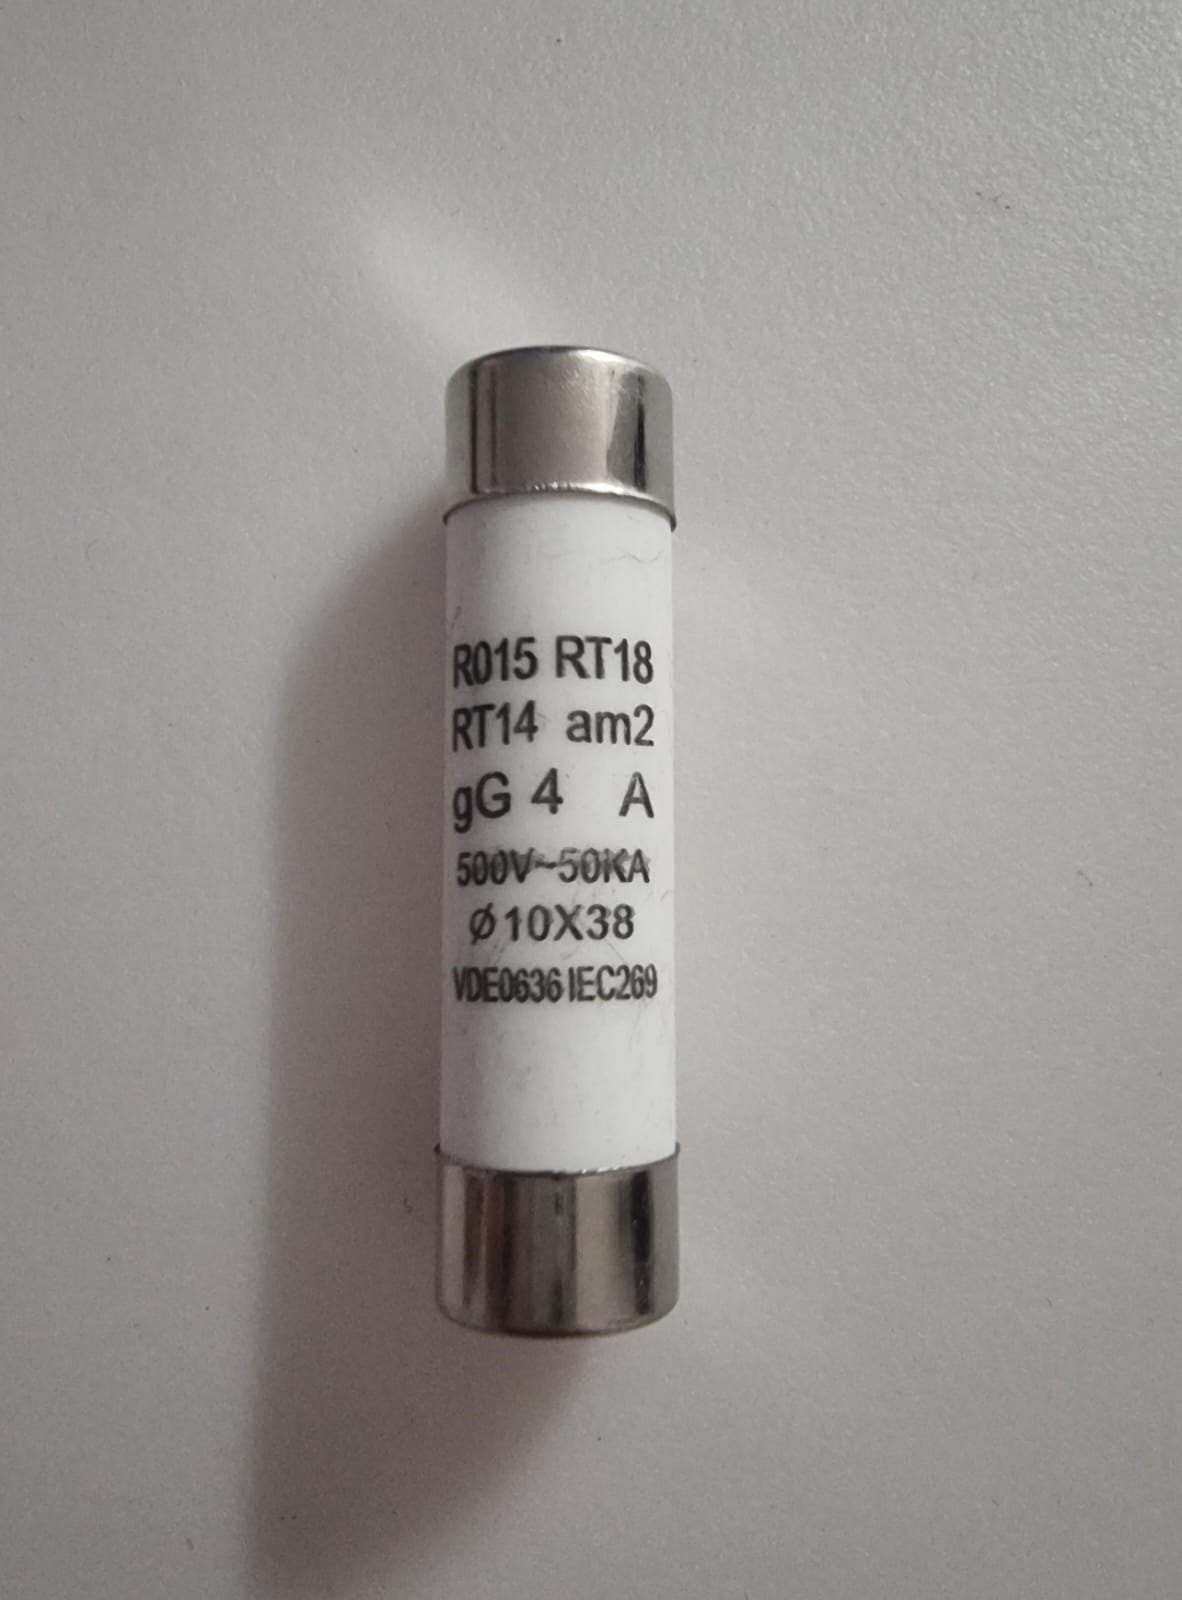 R015 RT18
RT14 am2
gG 4 A
500V~50KA
Ø10X38
VDE0636 IEC269